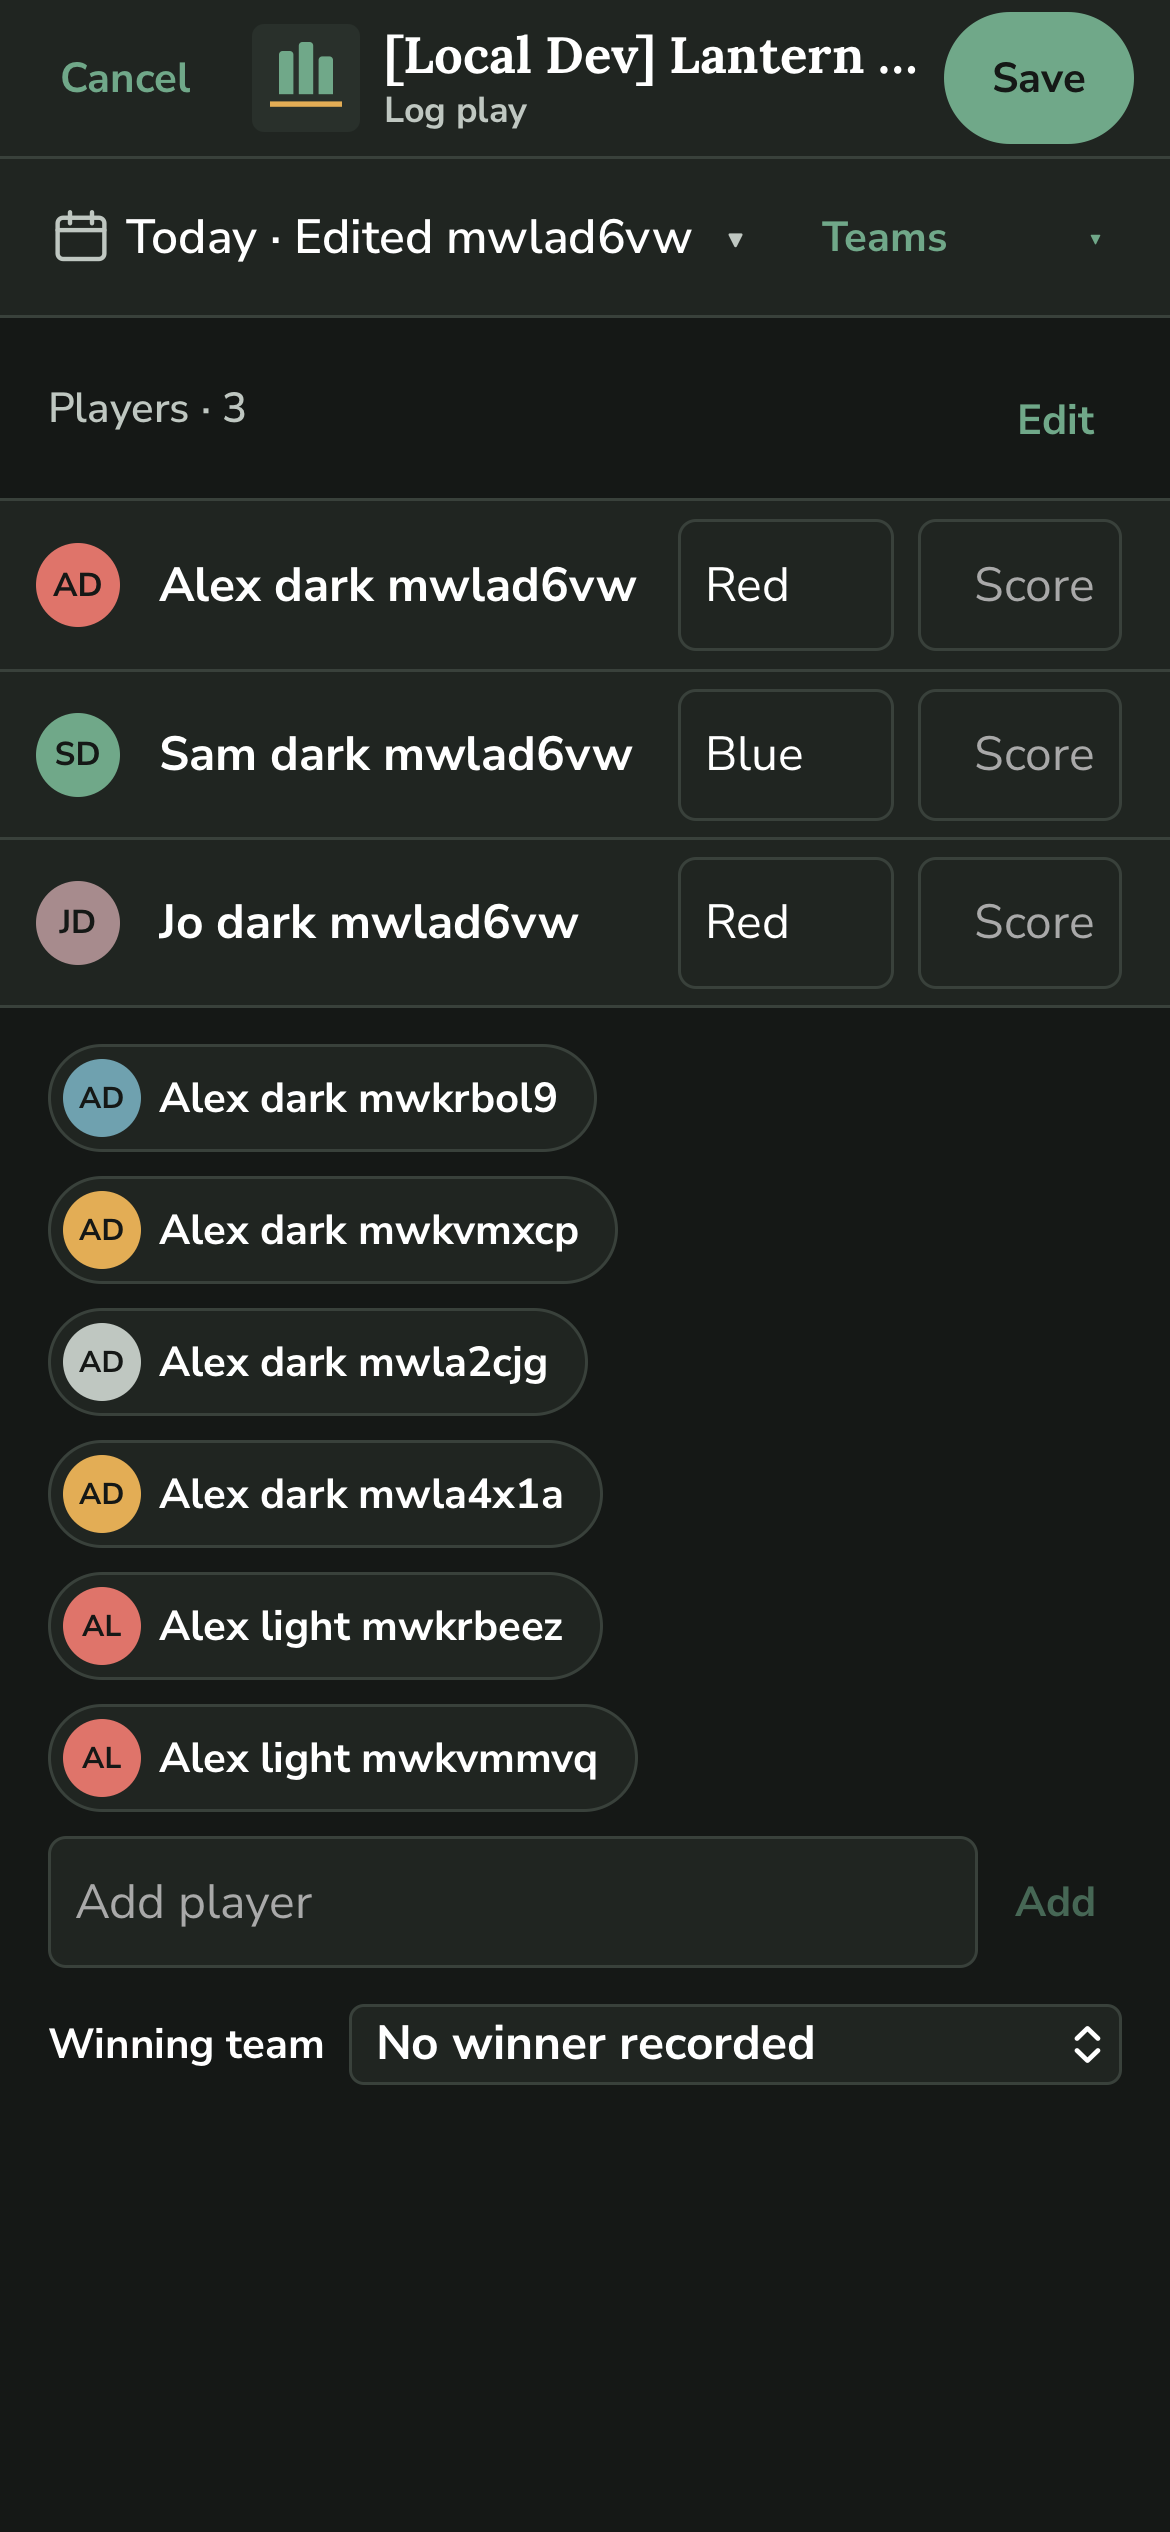 Cancel
[Local Dev] Lantern ...
Log play
Save
Today · Edited mwlad6vw
Teams
Players · 3
Edit
AD Alex dark mwlad6vw Red Score
SD Sam dark mwlad6vw Blue Score
JD Jo dark mwlad6vw Red Score
AD Alex dark mwkrbol9
AD Alex dark mwkvmxcp
AD Alex dark mwla2cjg
AD Alex dark mwla4x1a
AL Alex light mwkrbeez
AL Alex light mwkvmmvq
Add player
Add
Winning team No winner recorded